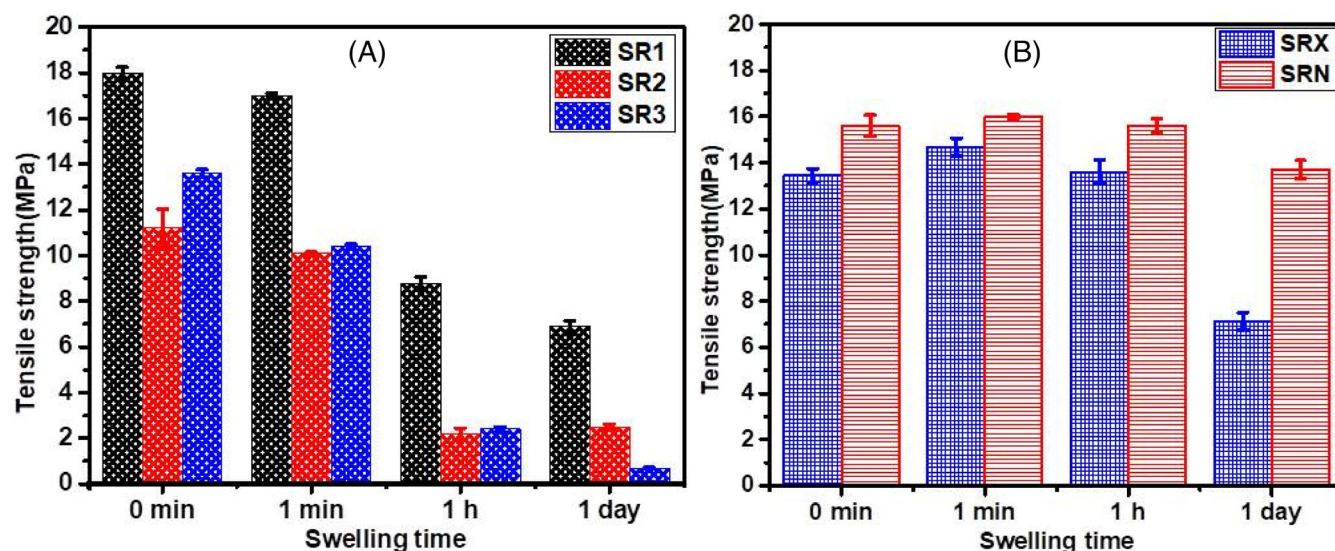 (A)
SR1
SR2
SR3
Tensile strength(MPa)
20
18
16
14
12
10
8
6
4
2
0
0 min 1 min 1 h 1 day
Swelling time
(B)
SRX
SRN
Tensile strength(MPa)
20
18
16
14
12
10
8
6
4
2
0
0 min 1 min 1 h 1 day
Swelling time